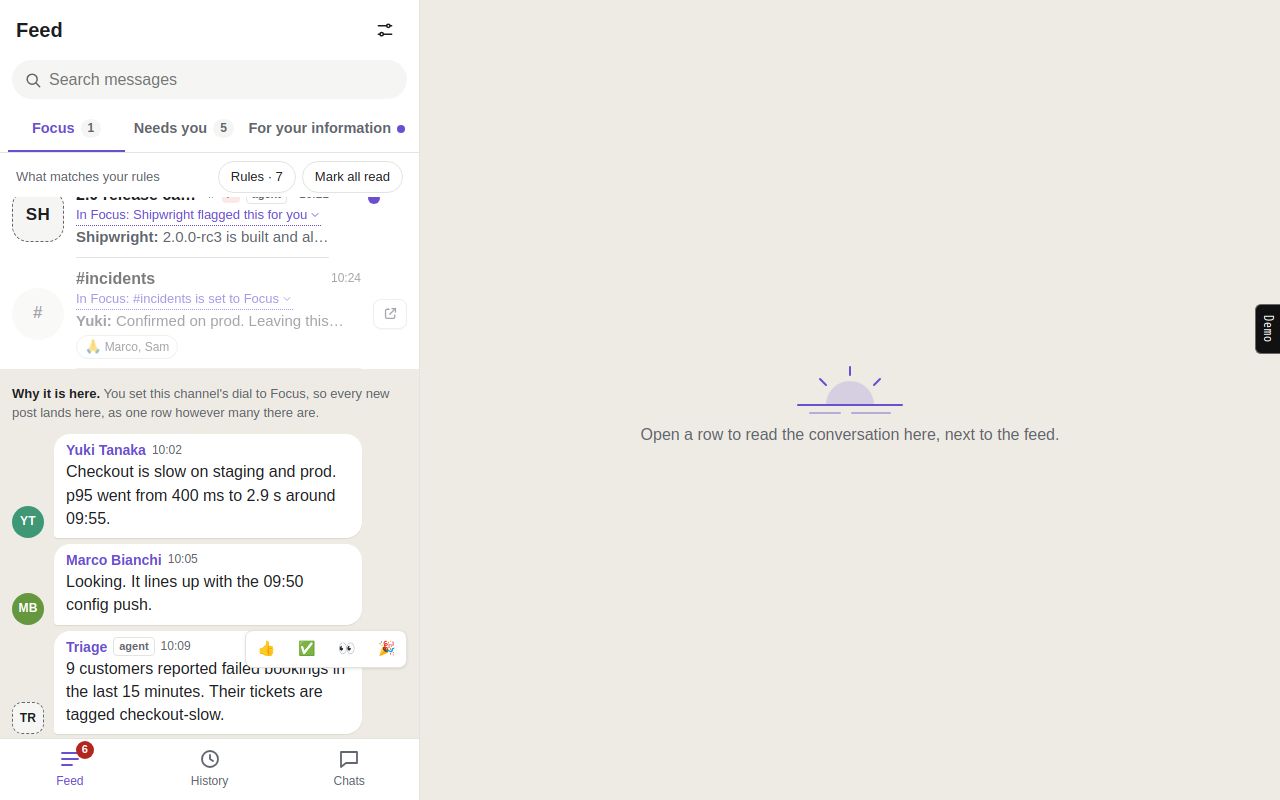 Feed
Search messages
Focus 1 Needs you 5 For your information
What matches your rules Rules · 7 Mark all read
SH
In Focus: Shipwright flagged this for you
Shipwright: 2.0.0-rc3 is built and al…
#incidents 10:24
#
In Focus: #incidents is set to Focus
Yuki: Confirmed on prod. Leaving this…
🙏 Marco, Sam
Why it is here. You set this channel's dial to Focus, so every new
post lands here, as one row however many there are.
Yuki Tanaka 10:02
Checkout is slow on staging and prod.
p95 went from 400 ms to 2.9 s around
09:55.
YT
Marco Bianchi 10:05
Looking. It lines up with the 09:50
config push.
MB
Triage agent 10:09
9 customers reported failed bookings in
the last 15 minutes. Their tickets are
tagged checkout-slow.
TR
6
Feed History Chats
Open a row to read the conversation here, next to the feed.
Demo